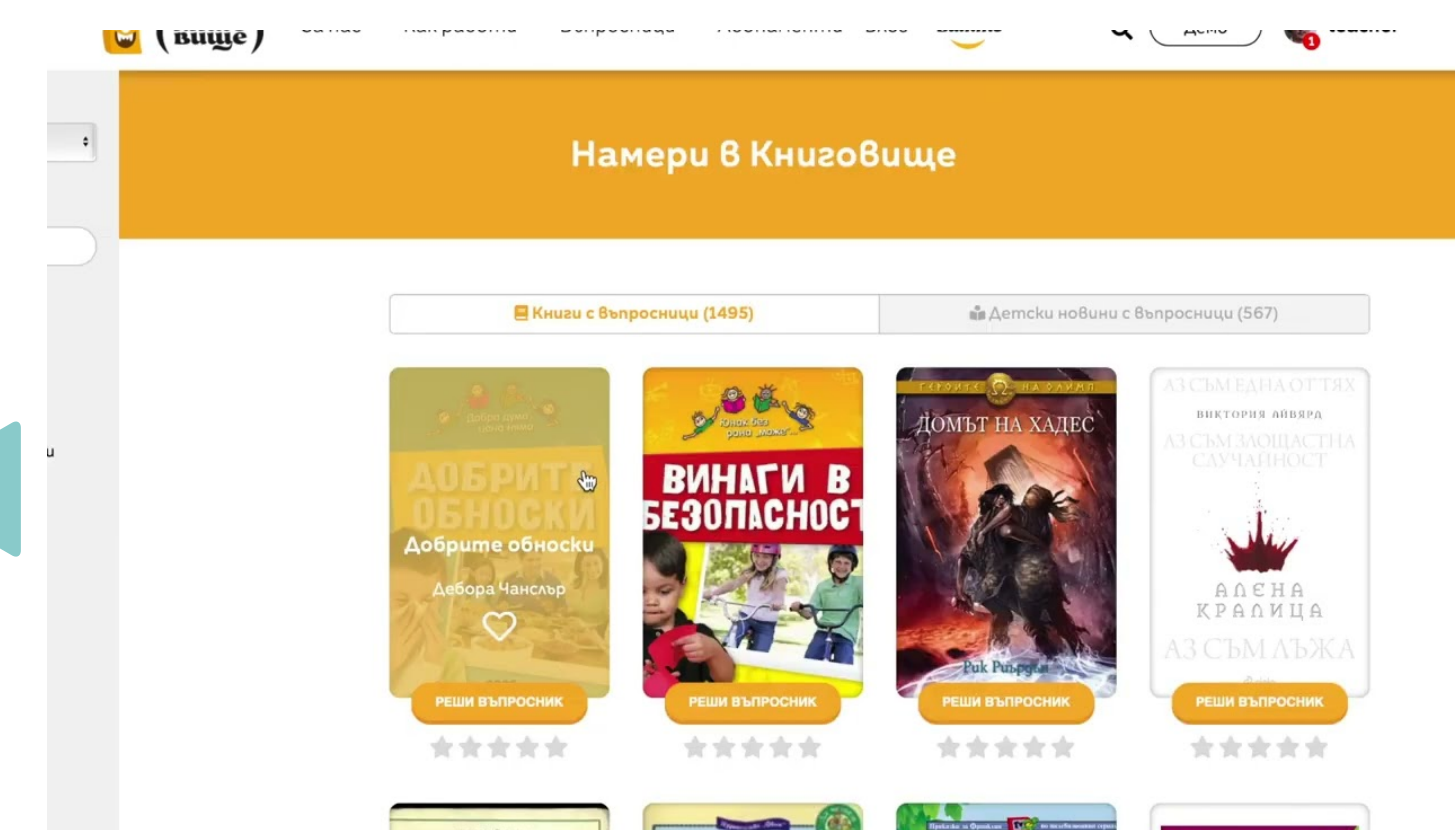 вище)
Намери в Книговище
Книги с въпросници (1495)
Детски новини с въпросници (567)
1
и
ДОБРИТЕ
ОБНОСКИ
Добрите обноски
Дебора Чанслър
РЕШИ ВЪПРОСНИК
ВИНАГИ В
БЕЗОПАСНОСТ
РЕШИ ВЪПРОСНИК
ГЕРОИТЕ НА ОЛИМП
ДОМЪТ НА ХАДЕС
Рик Риърдън
РЕШИ ВЪПРОСНИК
АЗ СЪМ ЕДНА ОТ ТЯХ
ВИКТОРИЯ АЙВЯРД
АЗ СЪМ ЗЛОЩАСТНА
СЛУЧАЙНОСТ
АЛЕНА
КРАЛИЦА
АЗ СЪМ ЛЪЖА
РЕШИ ВЪПРОСНИК